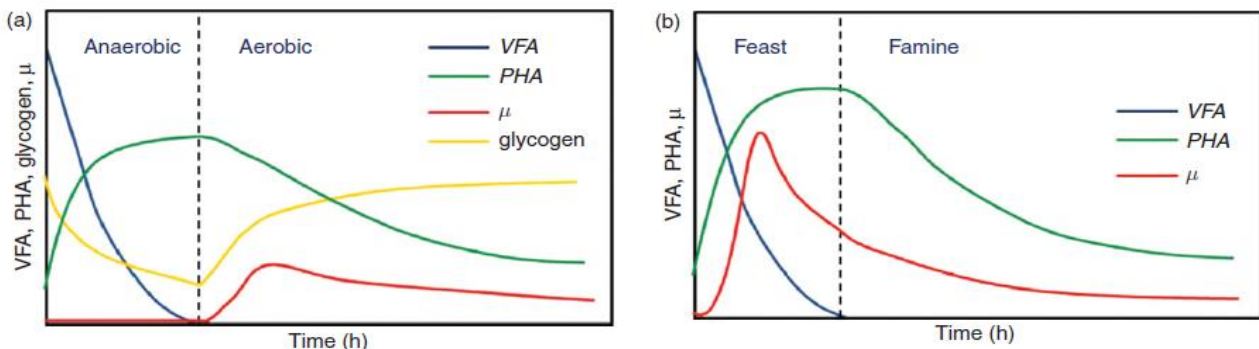 (a)
Anaerobic
Aerobic
VFA
PHA
μ
glycogen
VFA, PHA, glycogen, μ
Time (h)
(b)
Feast
Famine
VFA
PHA
μ
VFA, PHA, μ
Time (h)